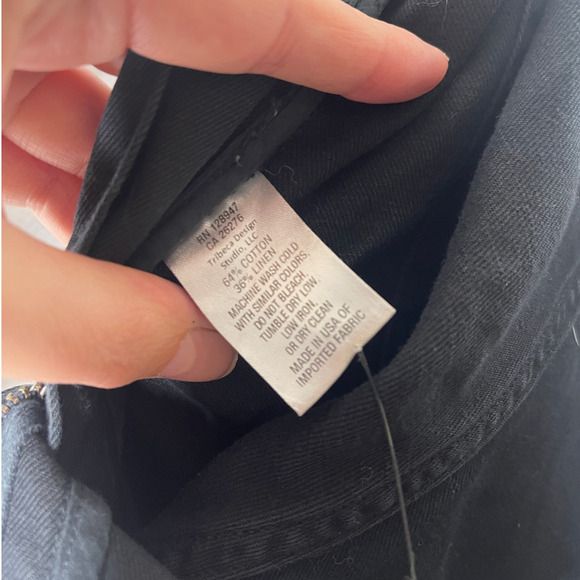 RN 128947
CA 26276
Tribeca Design
Studio, LLC
64% COTTON
36% LINEN
MACHINE WASH COLD
WITH SIMILAR COLORS.
DO NOT BLEACH.
TUMBLE DRY LOW.
LOW IRON.
OR DRY CLEAN
MADE IN USA OF
IMPORTED FABRIC